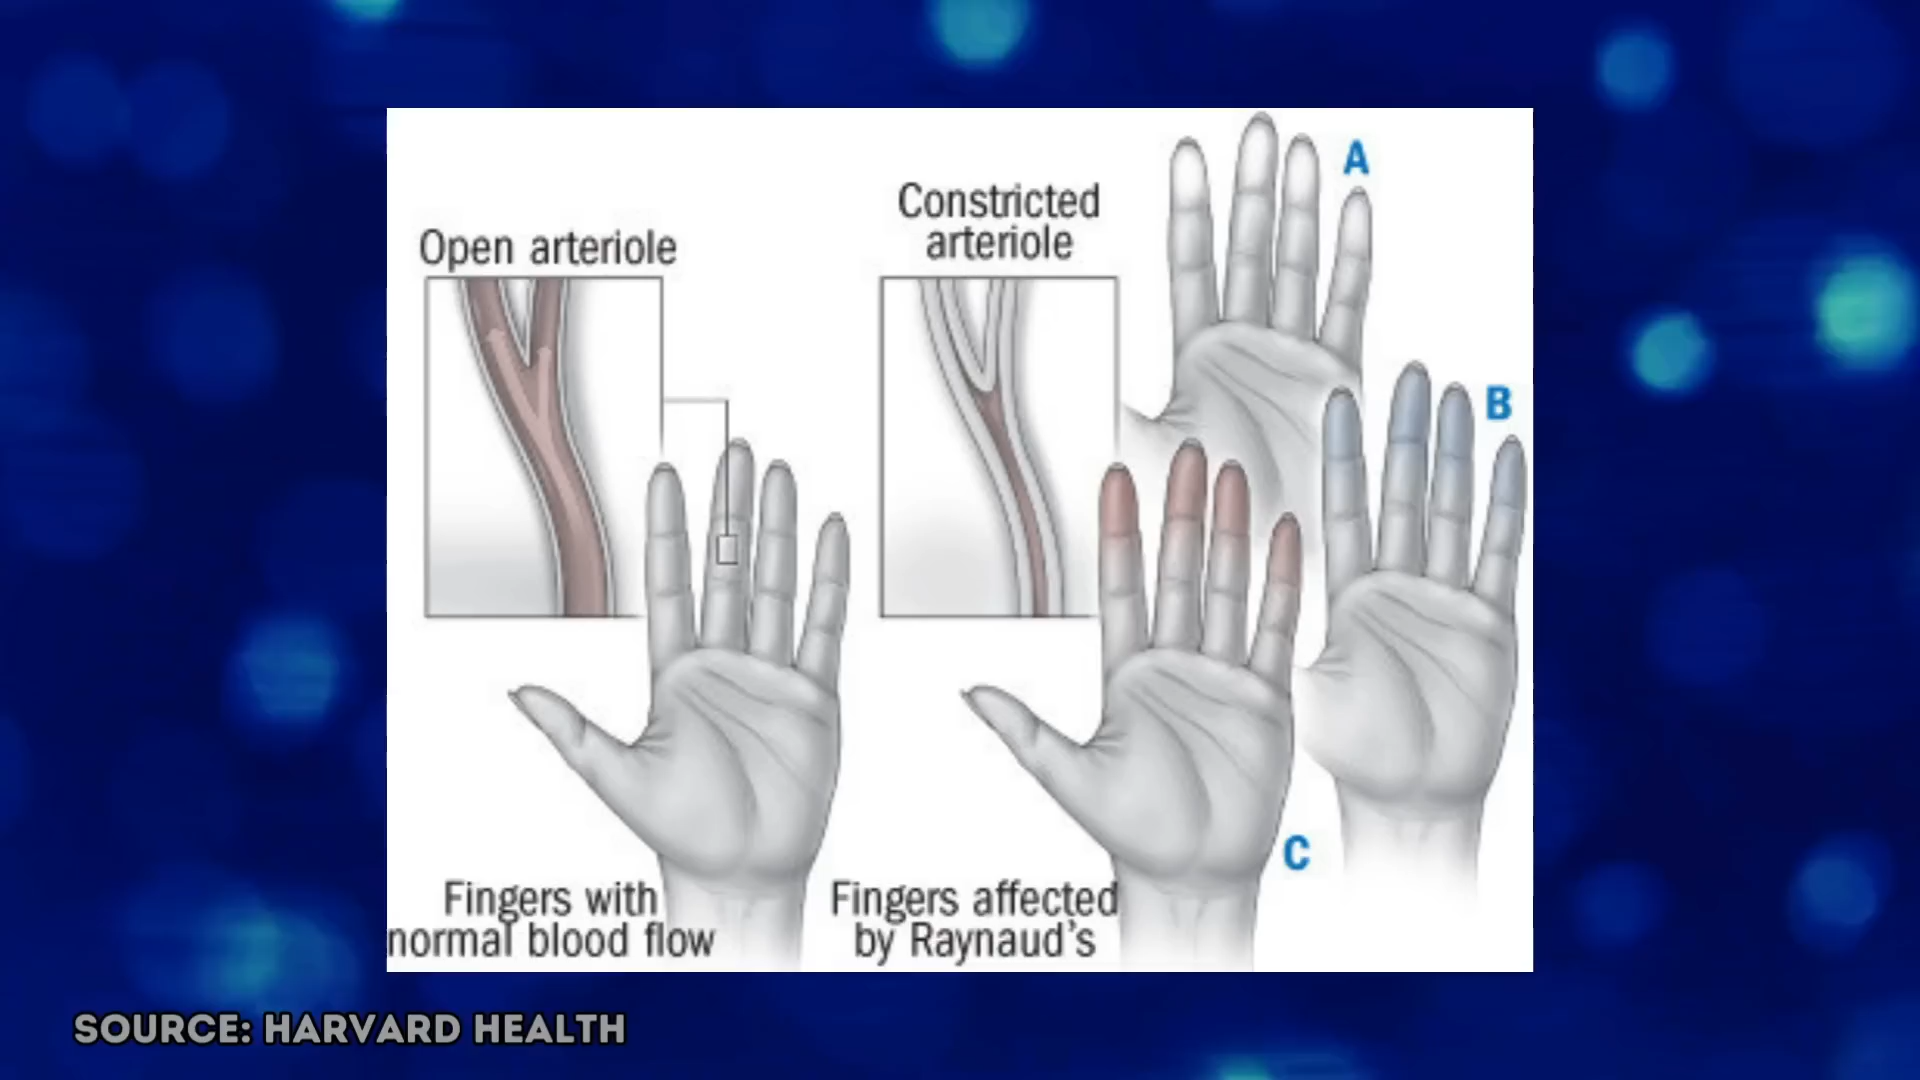 Open arteriole
Constricted
arteriole
A
B
C
Fingers with
normal blood flow
Fingers affected
by Raynaud's
SOURCE: HARVARD HEALTH